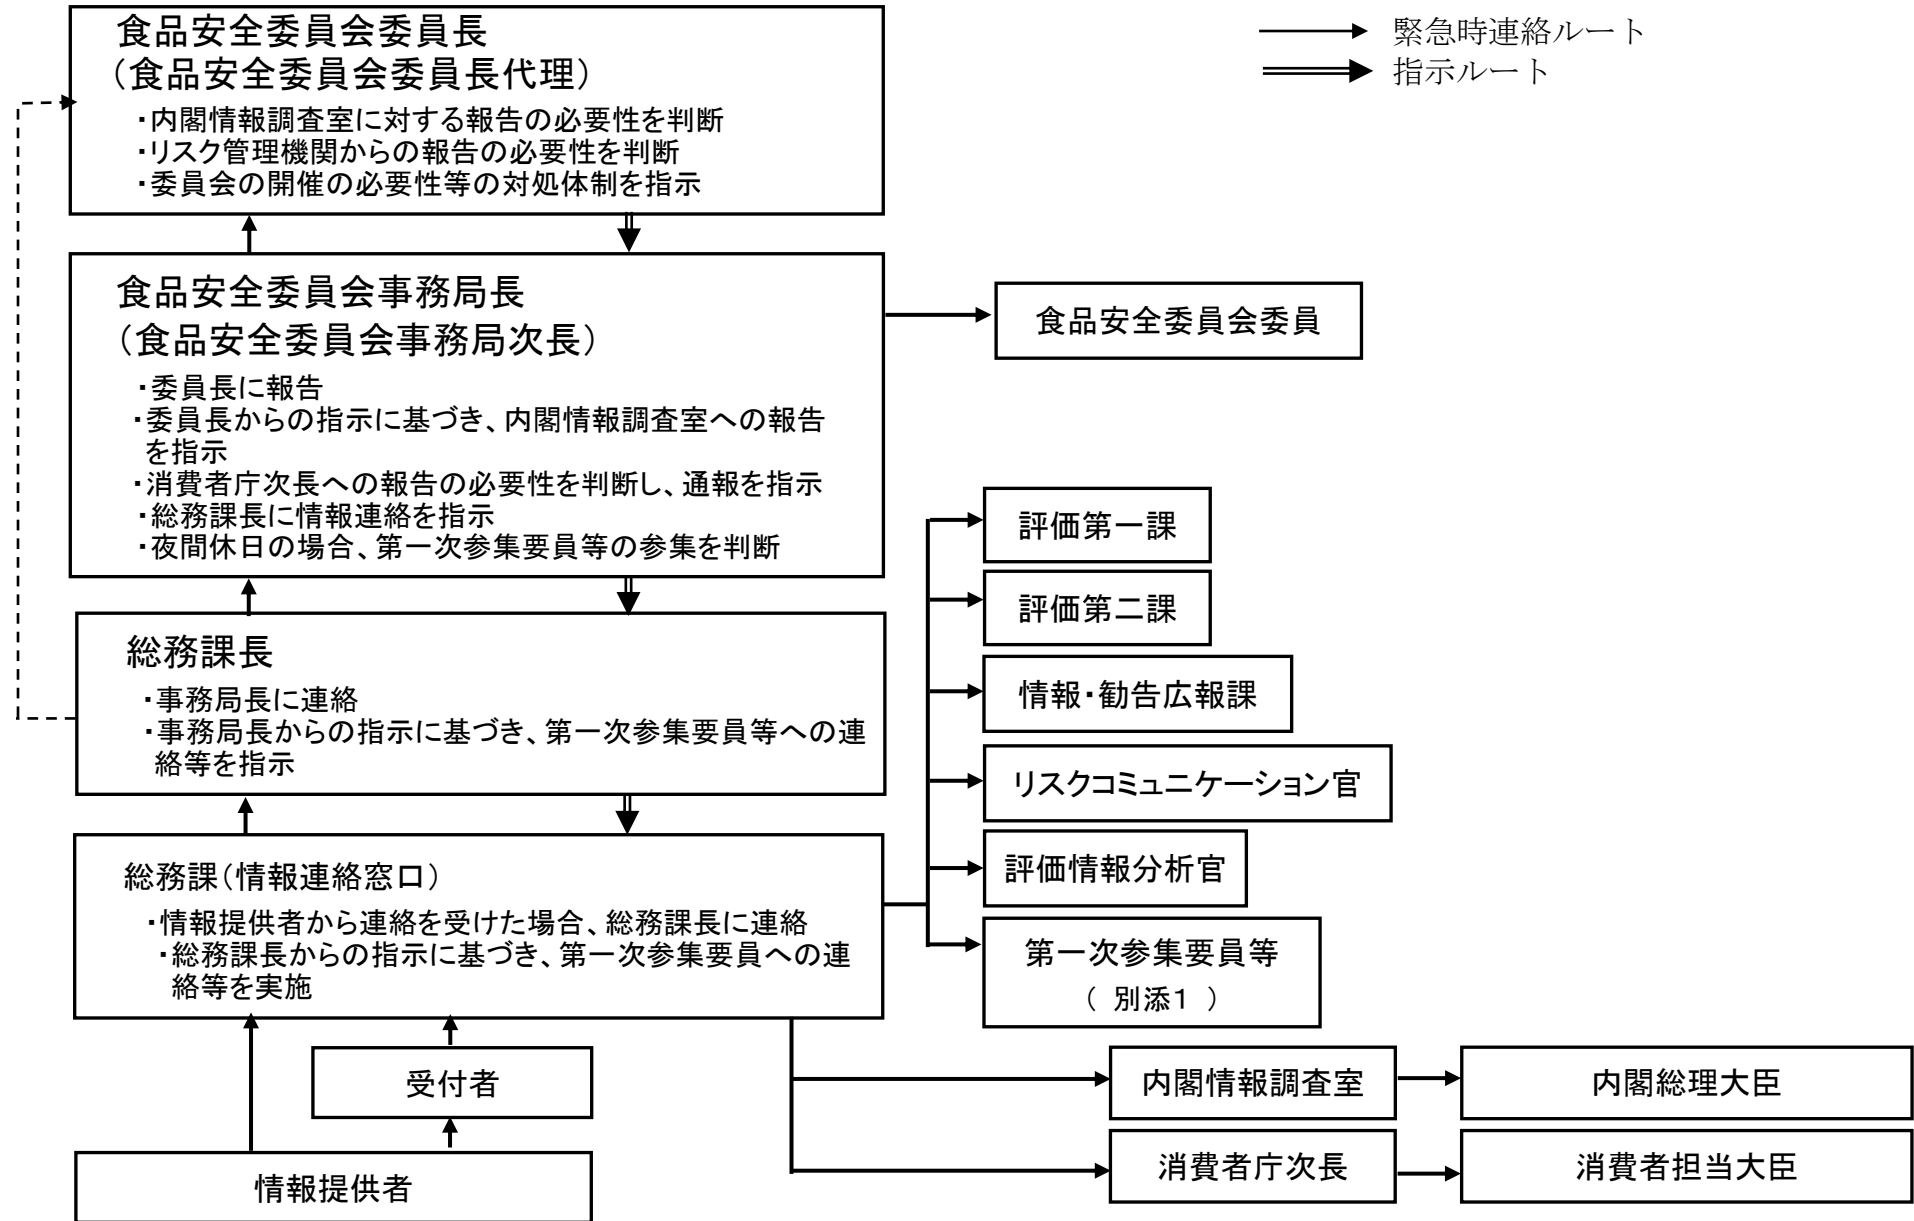 食品安全委員会委員長
（食品安全委員会委員長代理）
・内閣情報調査室に対する報告の必要性を判断
・リスク管理機関からの報告の必要性を判断
・委員会の開催の必要性等の対処体制を指示
緊急時連絡ルート
指示ルート
食品安全委員会事務局長
（食品安全委員会事務局次長）
・委員長に報告
・委員長からの指示に基づき、内閣情報調査室への報告
を指示
・消費者庁次長への報告の必要性を判断し、通報を指示
・総務課長に情報連絡を指示
・夜間休日の場合、第一次参集要員等の参集を判断
食品安全委員会委員
総務課長
・事務局長に連絡
・事務局長からの指示に基づき、第一次参集要員等への連
絡等を指示
総務課（情報連絡窓口）
・情報提供者から連絡を受けた場合、総務課長に連絡
・総務課長からの指示に基づき、第一次参集要員への連
絡等を実施
評価第一課
評価第二課
情報・勧告広報課
リスクコミュニケーション官
評価情報分析官
第一次参集要員等
（ 別添１ ）
受付者
情報提供者
内閣情報調査室
内閣総理大臣
消費者庁次長
消費者担当大臣